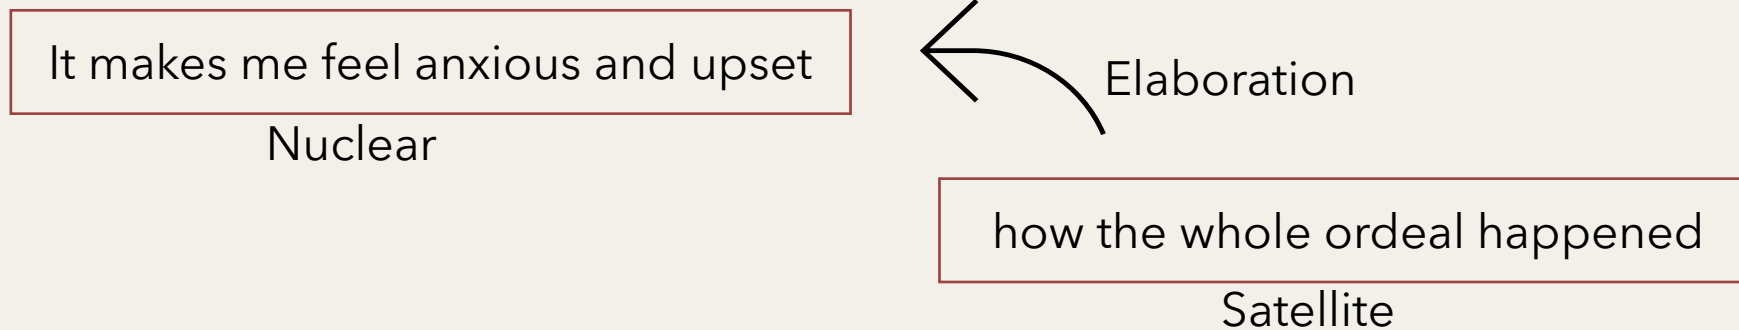 It makes me feel anxious and upset
Elaboration
Nuclear
how the whole ordeal happened
Satellite